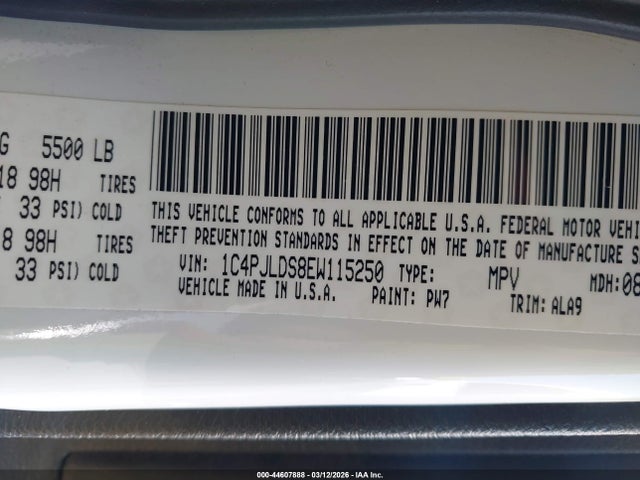 G 5500 LB
18 98H TIRES
33 PSI) COLD
8 98H TIRES
33 PSI) COLD
THIS VEHICLE CONFORMS TO ALL APPLICABLE U.S.A. FEDERAL MOTOR VEHI
THEFT PREVENTION STANDARDS IN EFFECT ON THE DATE OF MANUFACTURE S
VIN: 1C4PJLDS8EW115250 TYPE: MPV MDH:08
VEHICLE MADE IN U.S.A. PAINT: PW7 TRIM: ALA9
000-44607888 - 03/12/2026 - IAA Inc.